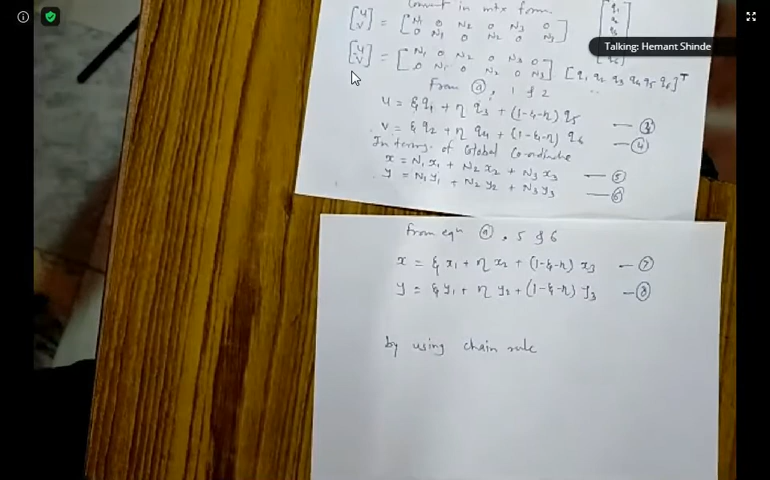 Convert in mtx form
[u v] = [N1 0 N2 0 N3 0 0 N1 0 N2 0 N3]
Talking: Hemant Shinde
[u v] = [N1 0 N2 0 N3 0 0 N1 0 N2 0 N3] [q1 q2 q3 q4 q5 q6]^T
From ⓐ, 1 & 2
u = ξ q1 + η q3 + (1-ξ-η) q5 — ③
v = ξ q2 + η q4 + (1-ξ-η) q6 — ④
In terms of Global Co-ordinate
x = N1 x1 + N2 x2 + N3 x3 — ⑤
y = N1 y1 + N2 y2 + N3 y3 — ⑥
From eqn ⓐ, 5 & 6
x = ξ x1 + η x2 + (1-ξ-η) x3 — ⑦
y = ξ y1 + η y2 + (1-ξ-η) y3 — ⑧
by using chain rule